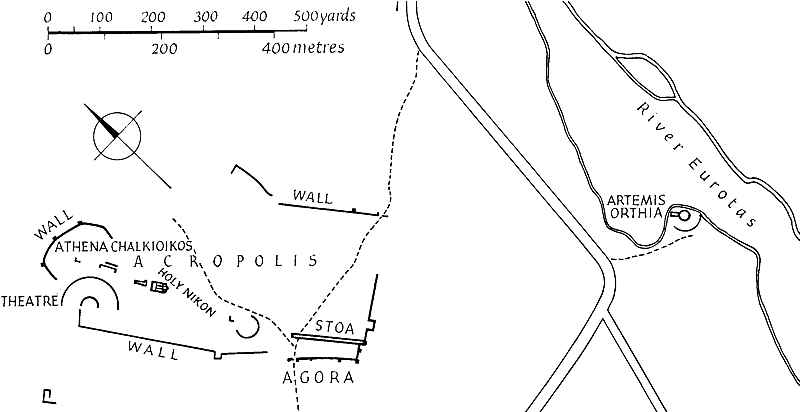 0 100 200 300 400 500 yards
0 200 400 metres
River Eurotas
WALL
ARTEMIS
ORTHIA
WALL
ATHENA CHALKIOIKOS
ACROPOLIS
HOLY NIKON
THEATRE
STOA
WALL
AGORA